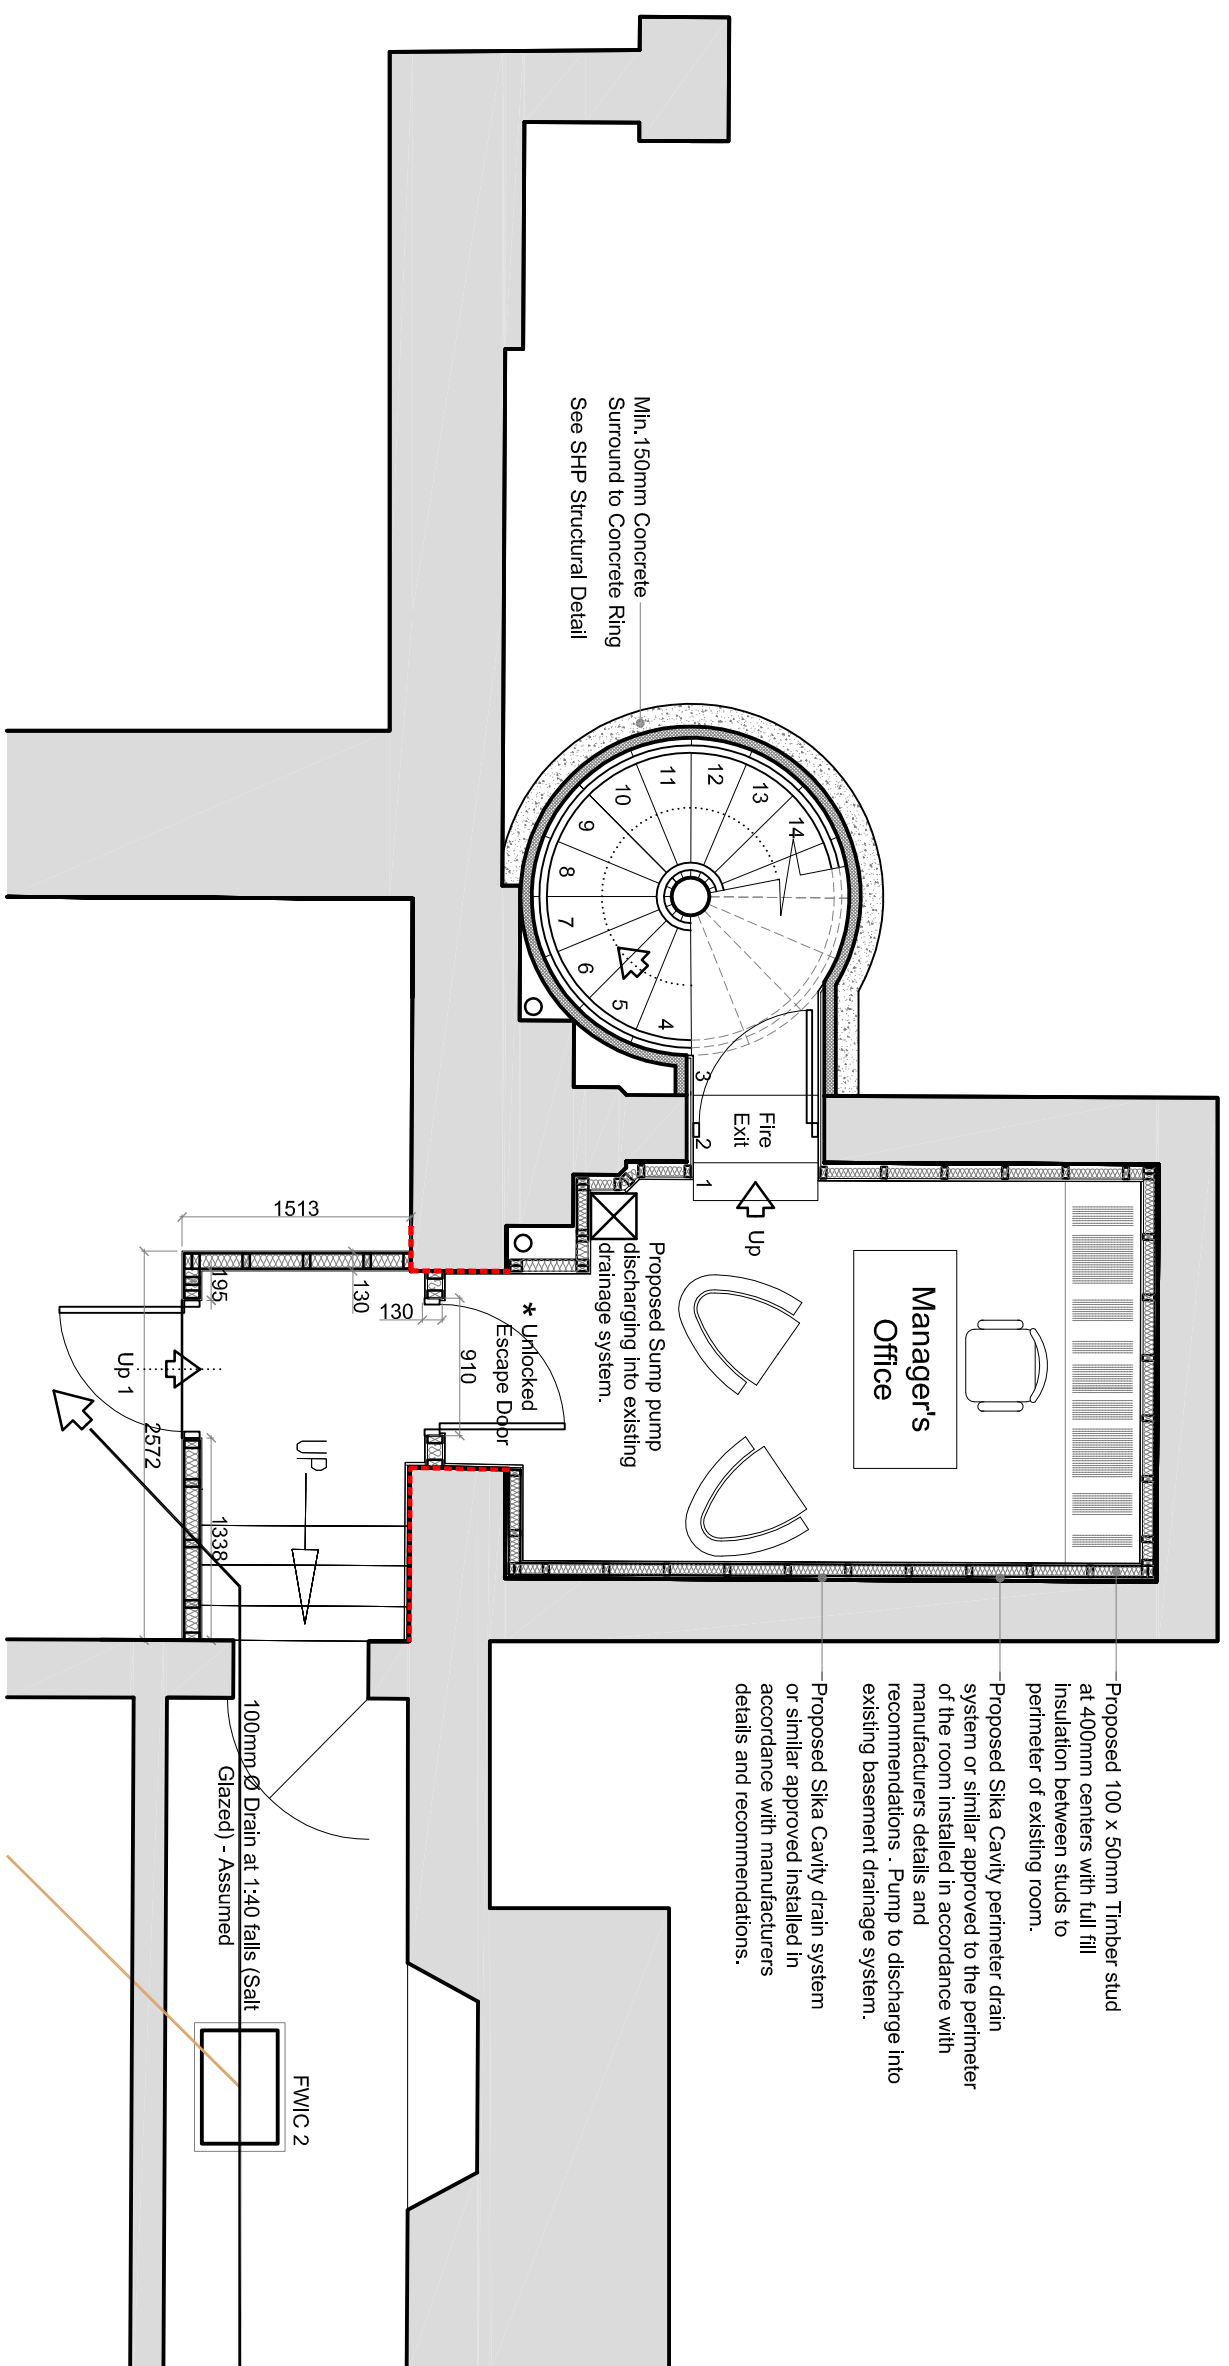 Min.150mm Concrete
Surround to Concrete Ring
See SHP Structural Detail
14
13
12
11
10
9
8
7
6
5
4
3
2
1
Fire
Exit
Up
Manager's
Office
Proposed Sump pump
discharging into existing
drainage system.
* Unlocked
Escape Door
910
130
130
1513
195
Up 1
2572
1338
UP
Proposed 100 x 50mm Timber stud
at 400mm centers with full fill
insulation between studs to
perimeter of existing room.
Proposed Sika Cavity perimeter drain
system or similar approved to the perimeter
of the room installed in accordance with
manufacturers details and
recommendations . Pump to discharge into
existing basement drainage system.
Proposed Sika Cavity drain system
or similar approved installed in
accordance with manufacturers
details and recommendations.
100mm Ø Drain at 1:40 falls (Salt
Glazed) - Assumed
FWIC 2